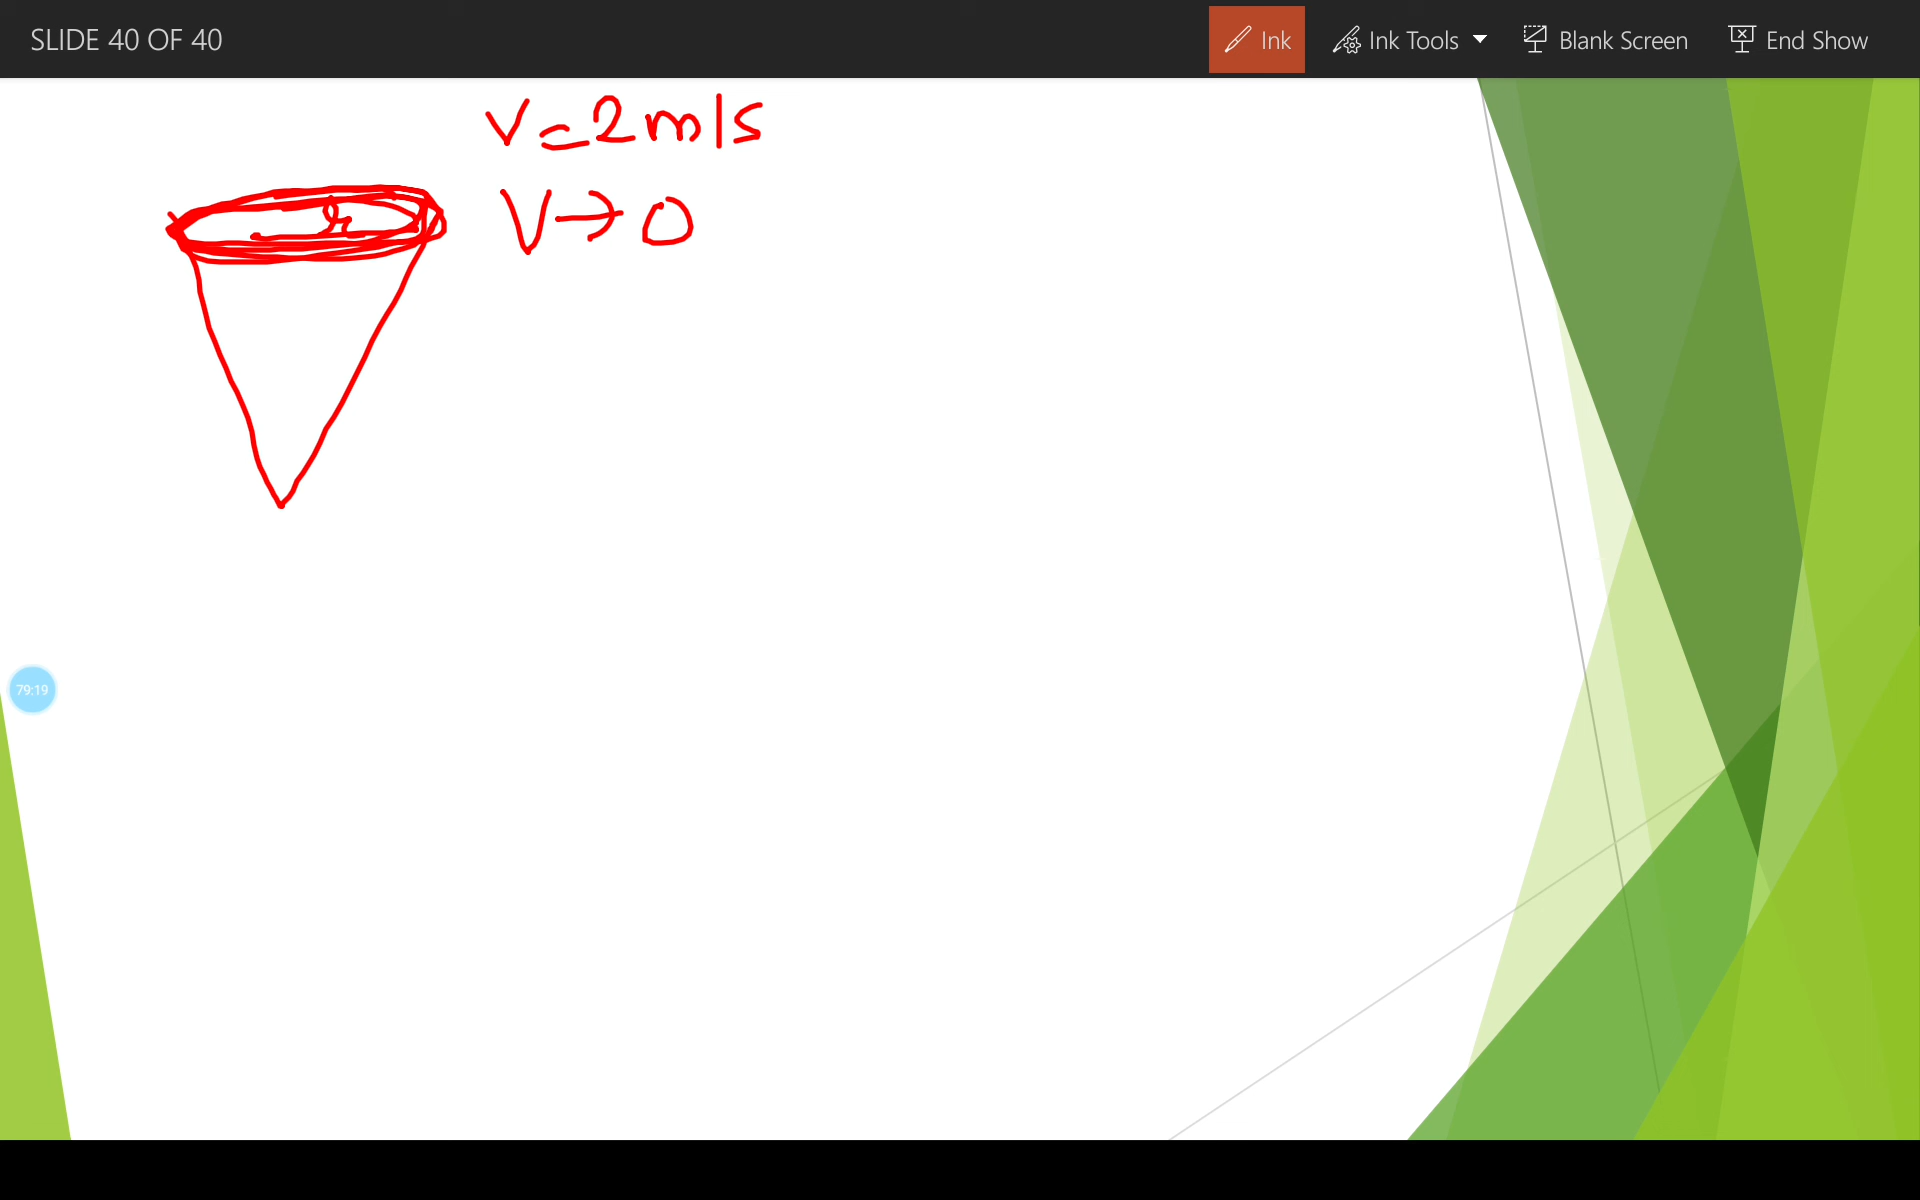 SLIDE 40 OF 40
Ink
Ink Tools
Blank Screen
End Show
v=2m/s
V→0
r
79:19